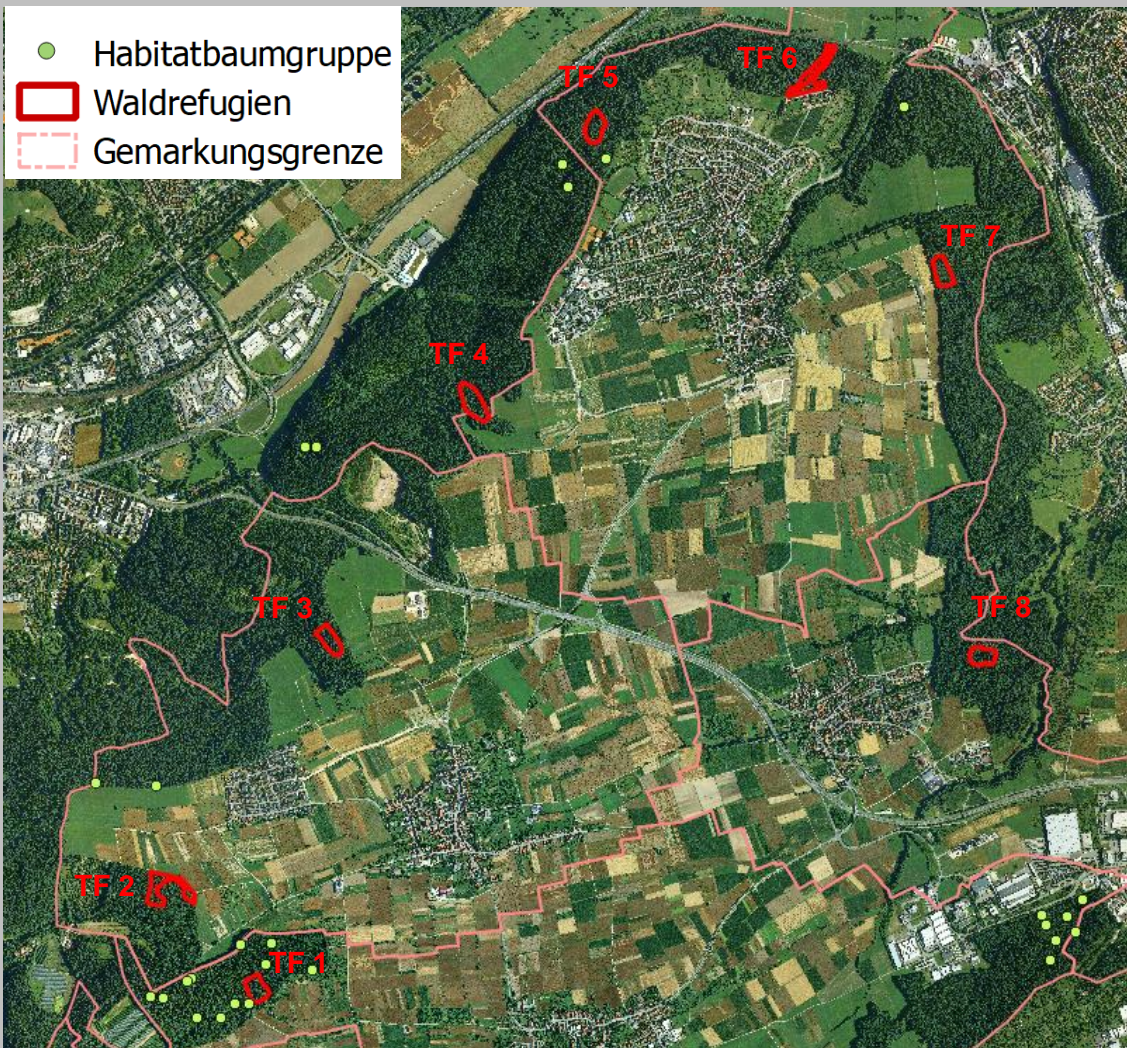 Habitatbaumgruppe
Waldrefugien
Gemarkungsgrenze
TF 6
TF 5
TF 7
TF 4
TF 3
TF 8
TF 2
TF 1